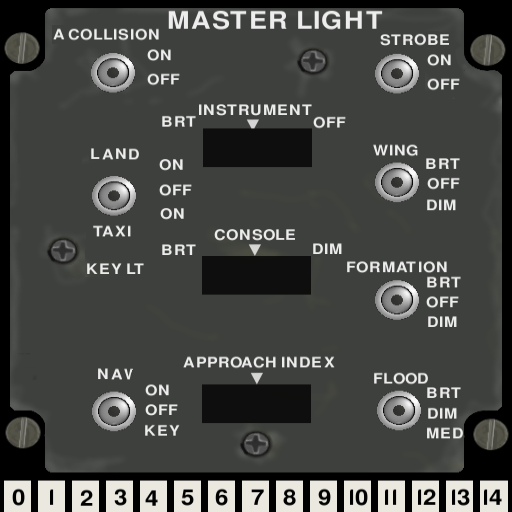 MASTER LIGHT
A COLLISION
ON
OFF
STROBE
ON
OFF
INSTRUMENT
BRT
OFF
LAND
ON
OFF
ON
TAXI
KEY LT
WING
BRT
OFF
DIM
CONSOLE
BRT
DIM
FORMATION
BRT
OFF
DIM
APPROACH INDEX
NAV
ON
OFF
KEY
FLOOD
BRT
DIM
MED
0 1 2 3 4 5 6 7 8 9 10 11 12 13 14